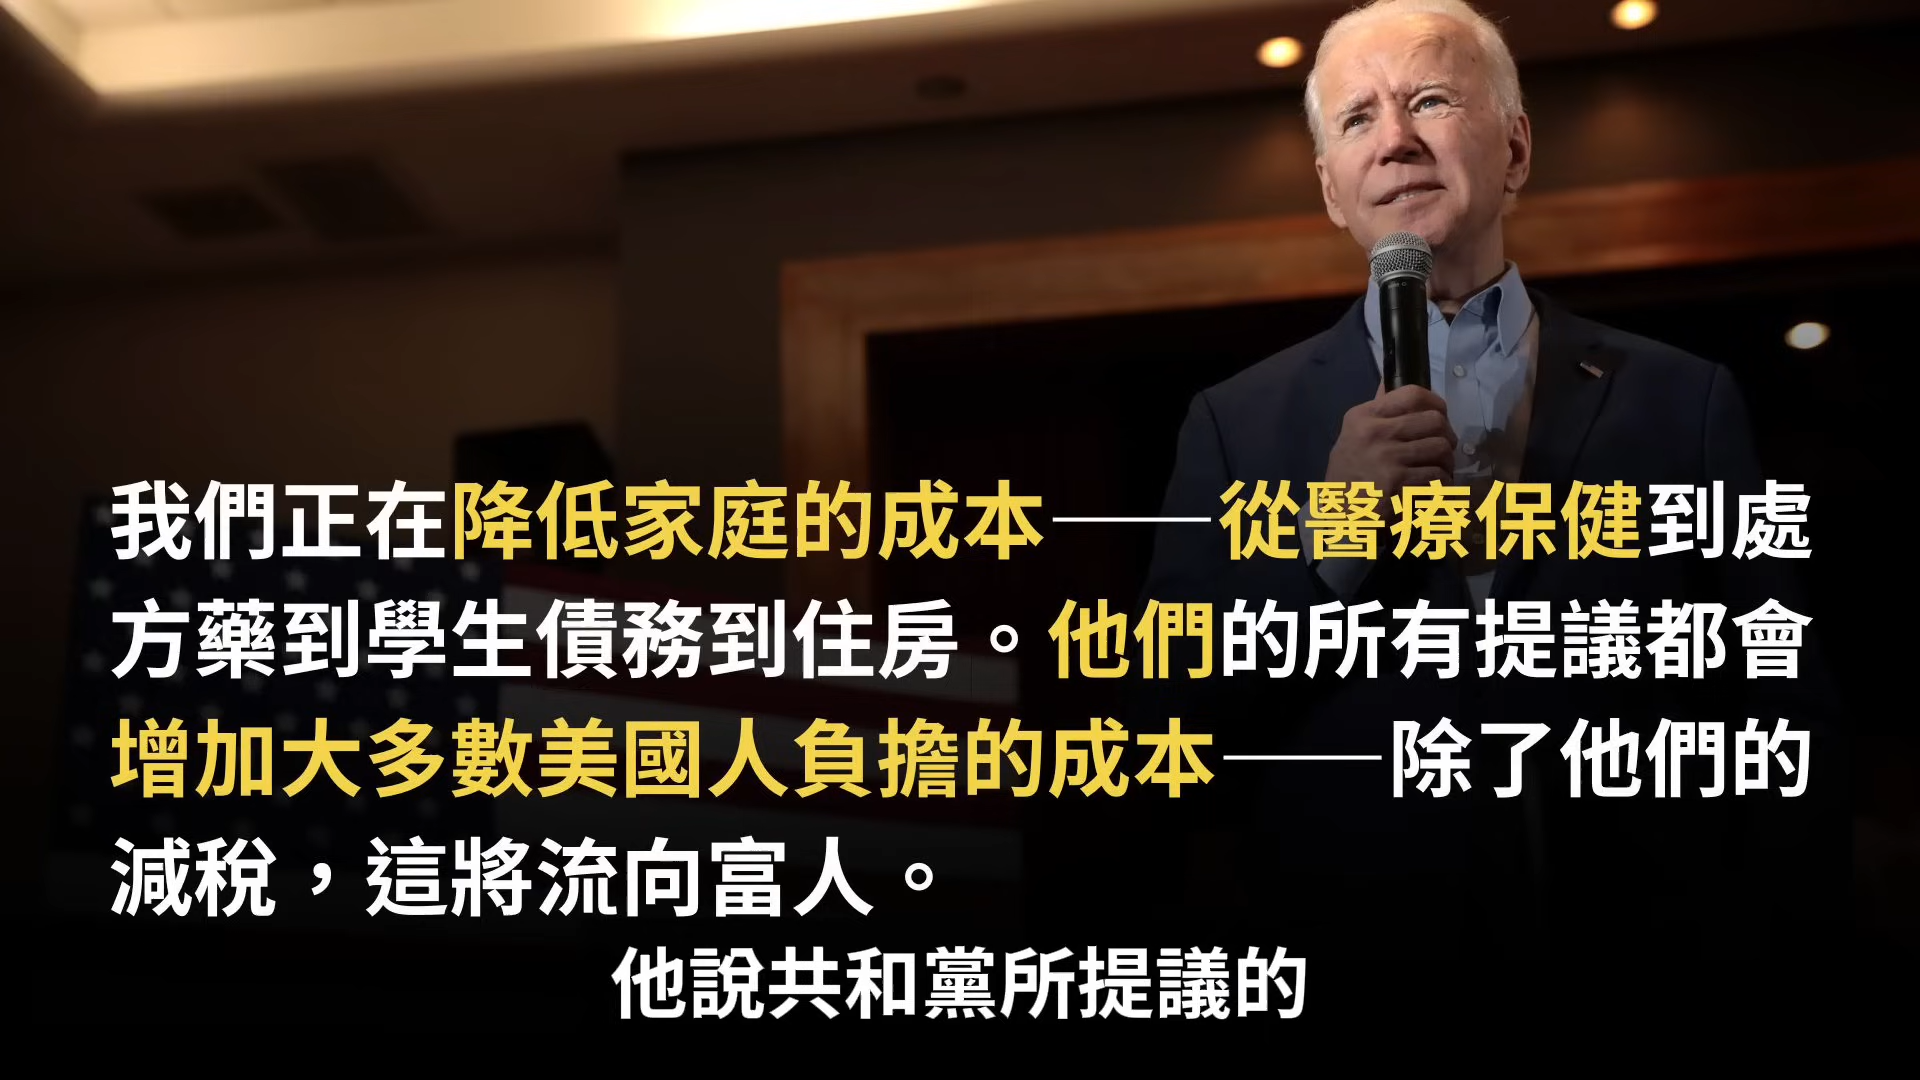 我們正在降低家庭的成本——從醫療保健到處
方藥到學生債務到住房。他們的所有提議都會
增加大多數美國人負擔的成本——除了他們的
減稅，這將流向富人。
他說共和黨所提議的